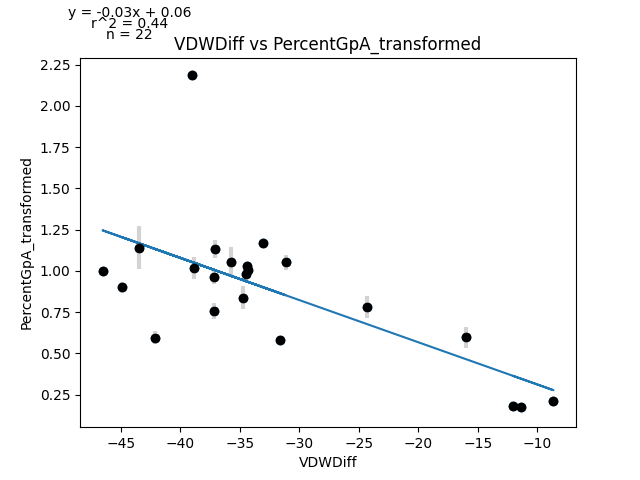 y = -0.03x + 0.06
r^2 = 0.44
n = 22
VDWDiff vs PercentGpA_transformed
2.25
2.00
1.75
1.50
1.25
1.00
0.75
0.50
0.25
PercentGpA_transformed
−45 −40 −35 −30 −25 −20 −15 −10
VDWDiff